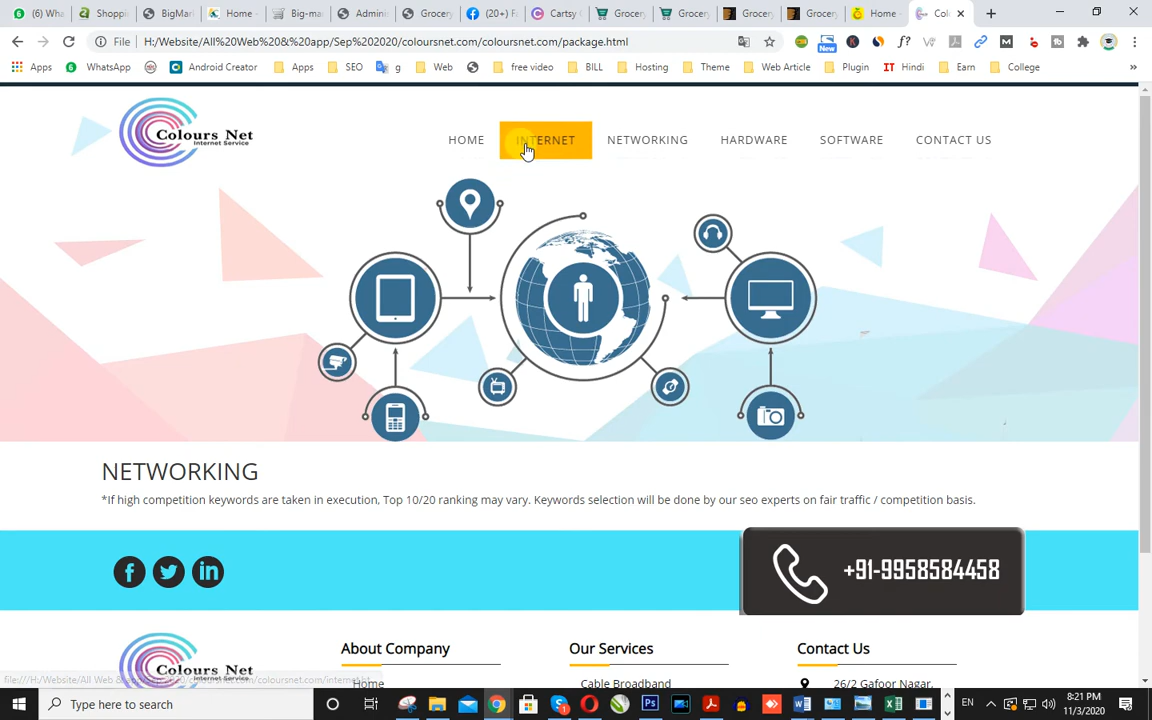 (6) Wha
Shoppi
BigMar
Home -
Big-ma
Admini
Grocery
(20+) F
Cartsy
Grocery
Grocery
Grocery
Grocery
Home -
Colo
File H:/Website/All%20Web%20&%20app/Sep%202020/coloursnet.com/coloursnet.com/package.html
New
Apps WhatsApp Android Creator Apps SEO g Web free video BILL Hosting Theme Web Article Plugin IT Hindi Earn College
Colours Net
Internet Service
HOME INTERNET NETWORKING HARDWARE SOFTWARE CONTACT US
NETWORKING
*If high competition keywords are taken in execution, Top 10/20 ranking may vary. Keywords selection will be done by our seo experts on fair traffic / competition basis.
+91-9958584458
Colours Net
About Company
Our Services
Contact Us
Home
Cable Broadband
26/2 Gafoor Nagar,
Type here to search
EN
8:21 PM
11/3/2020